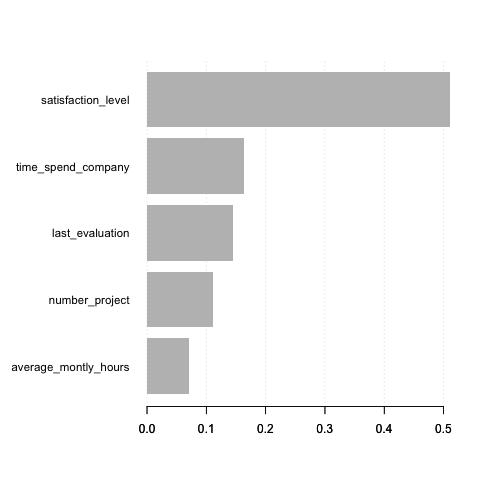 satisfaction_level
time_spend_company
last_evaluation
number_project
average_montly_hours
0.0 0.1 0.2 0.3 0.4 0.5